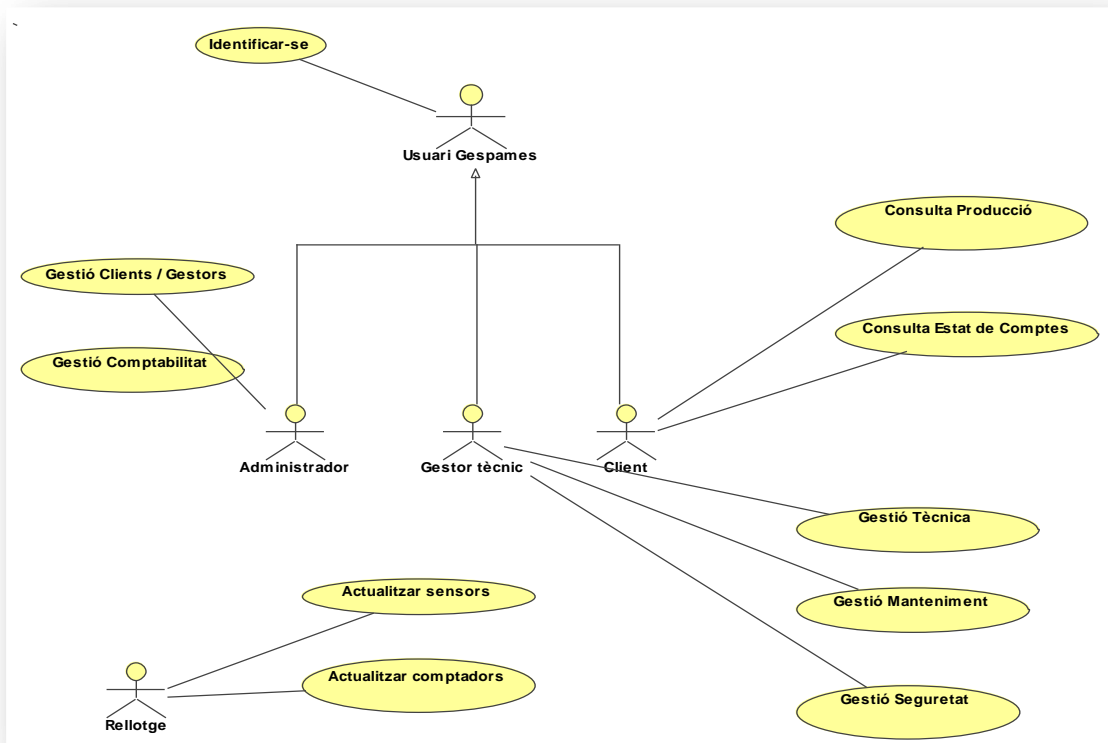 Identificar-se
Usuari Gespames
Consulta Producció
Gestió Clients / Gestors
Consulta Estat de Comptes
Gestió Comptabilitat
Administrador
Gestor tècnic
Client
Gestió Tècnica
Actualitzar sensors
Gestió Manteniment
Actualitzar comptadors
Gestió Seguretat
Rellotge